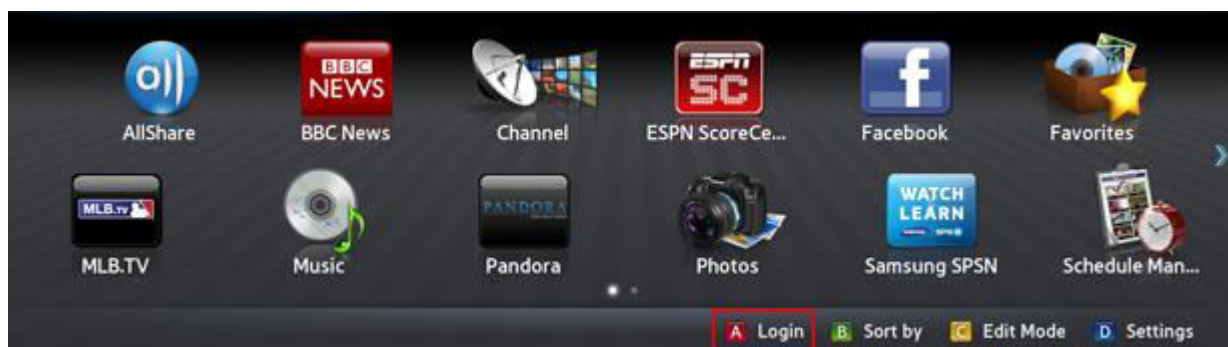 all
BBC
NEWS
ESPN
SC
f
AllShare BBC News Channel ESPN ScoreCe... Facebook Favorites
MLB.TV
PANDORA
WATCH
LEARN
MLB.TV Music Pandora Photos Samsung SPSN Schedule Man...
A Login B Sort by C Edit Mode D Settings